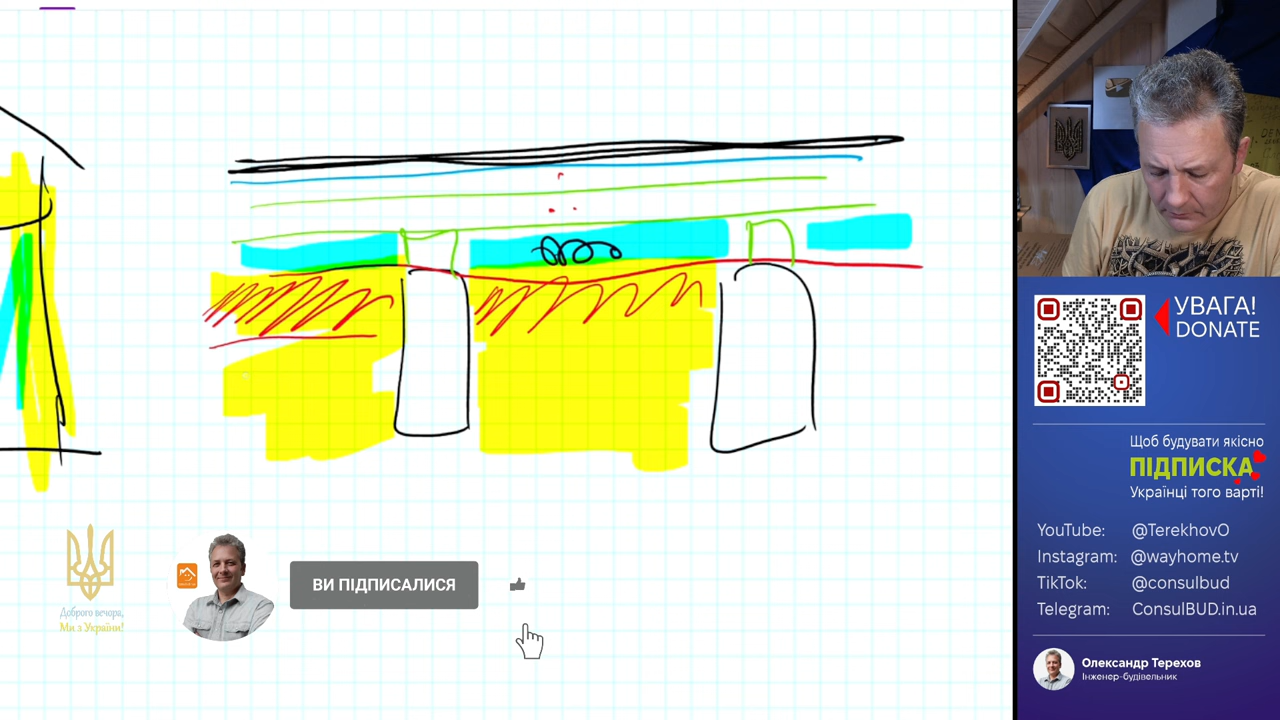 УВАГА!
DONATE
Щоб будувати якісно
ПІДПИСКА
Українці того варті!
YouTube: @TerekhovO
Instagram: @wayhome.tv
TikTok: @consulbud
Telegram: ConsulBUD.in.ua
Олександр Терехов
Інженер-будівельник
Доброго вечора,
Ми з України!
ВИ ПІДПИСАЛИСЯ